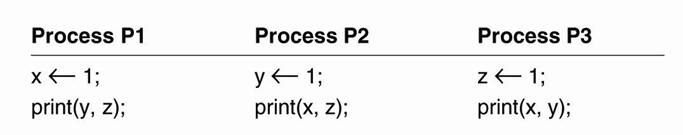 Process P1 Process P2 Process P3
x ← 1; y ← 1; z ← 1;
print(y, z); print(x, z); print(x, y);